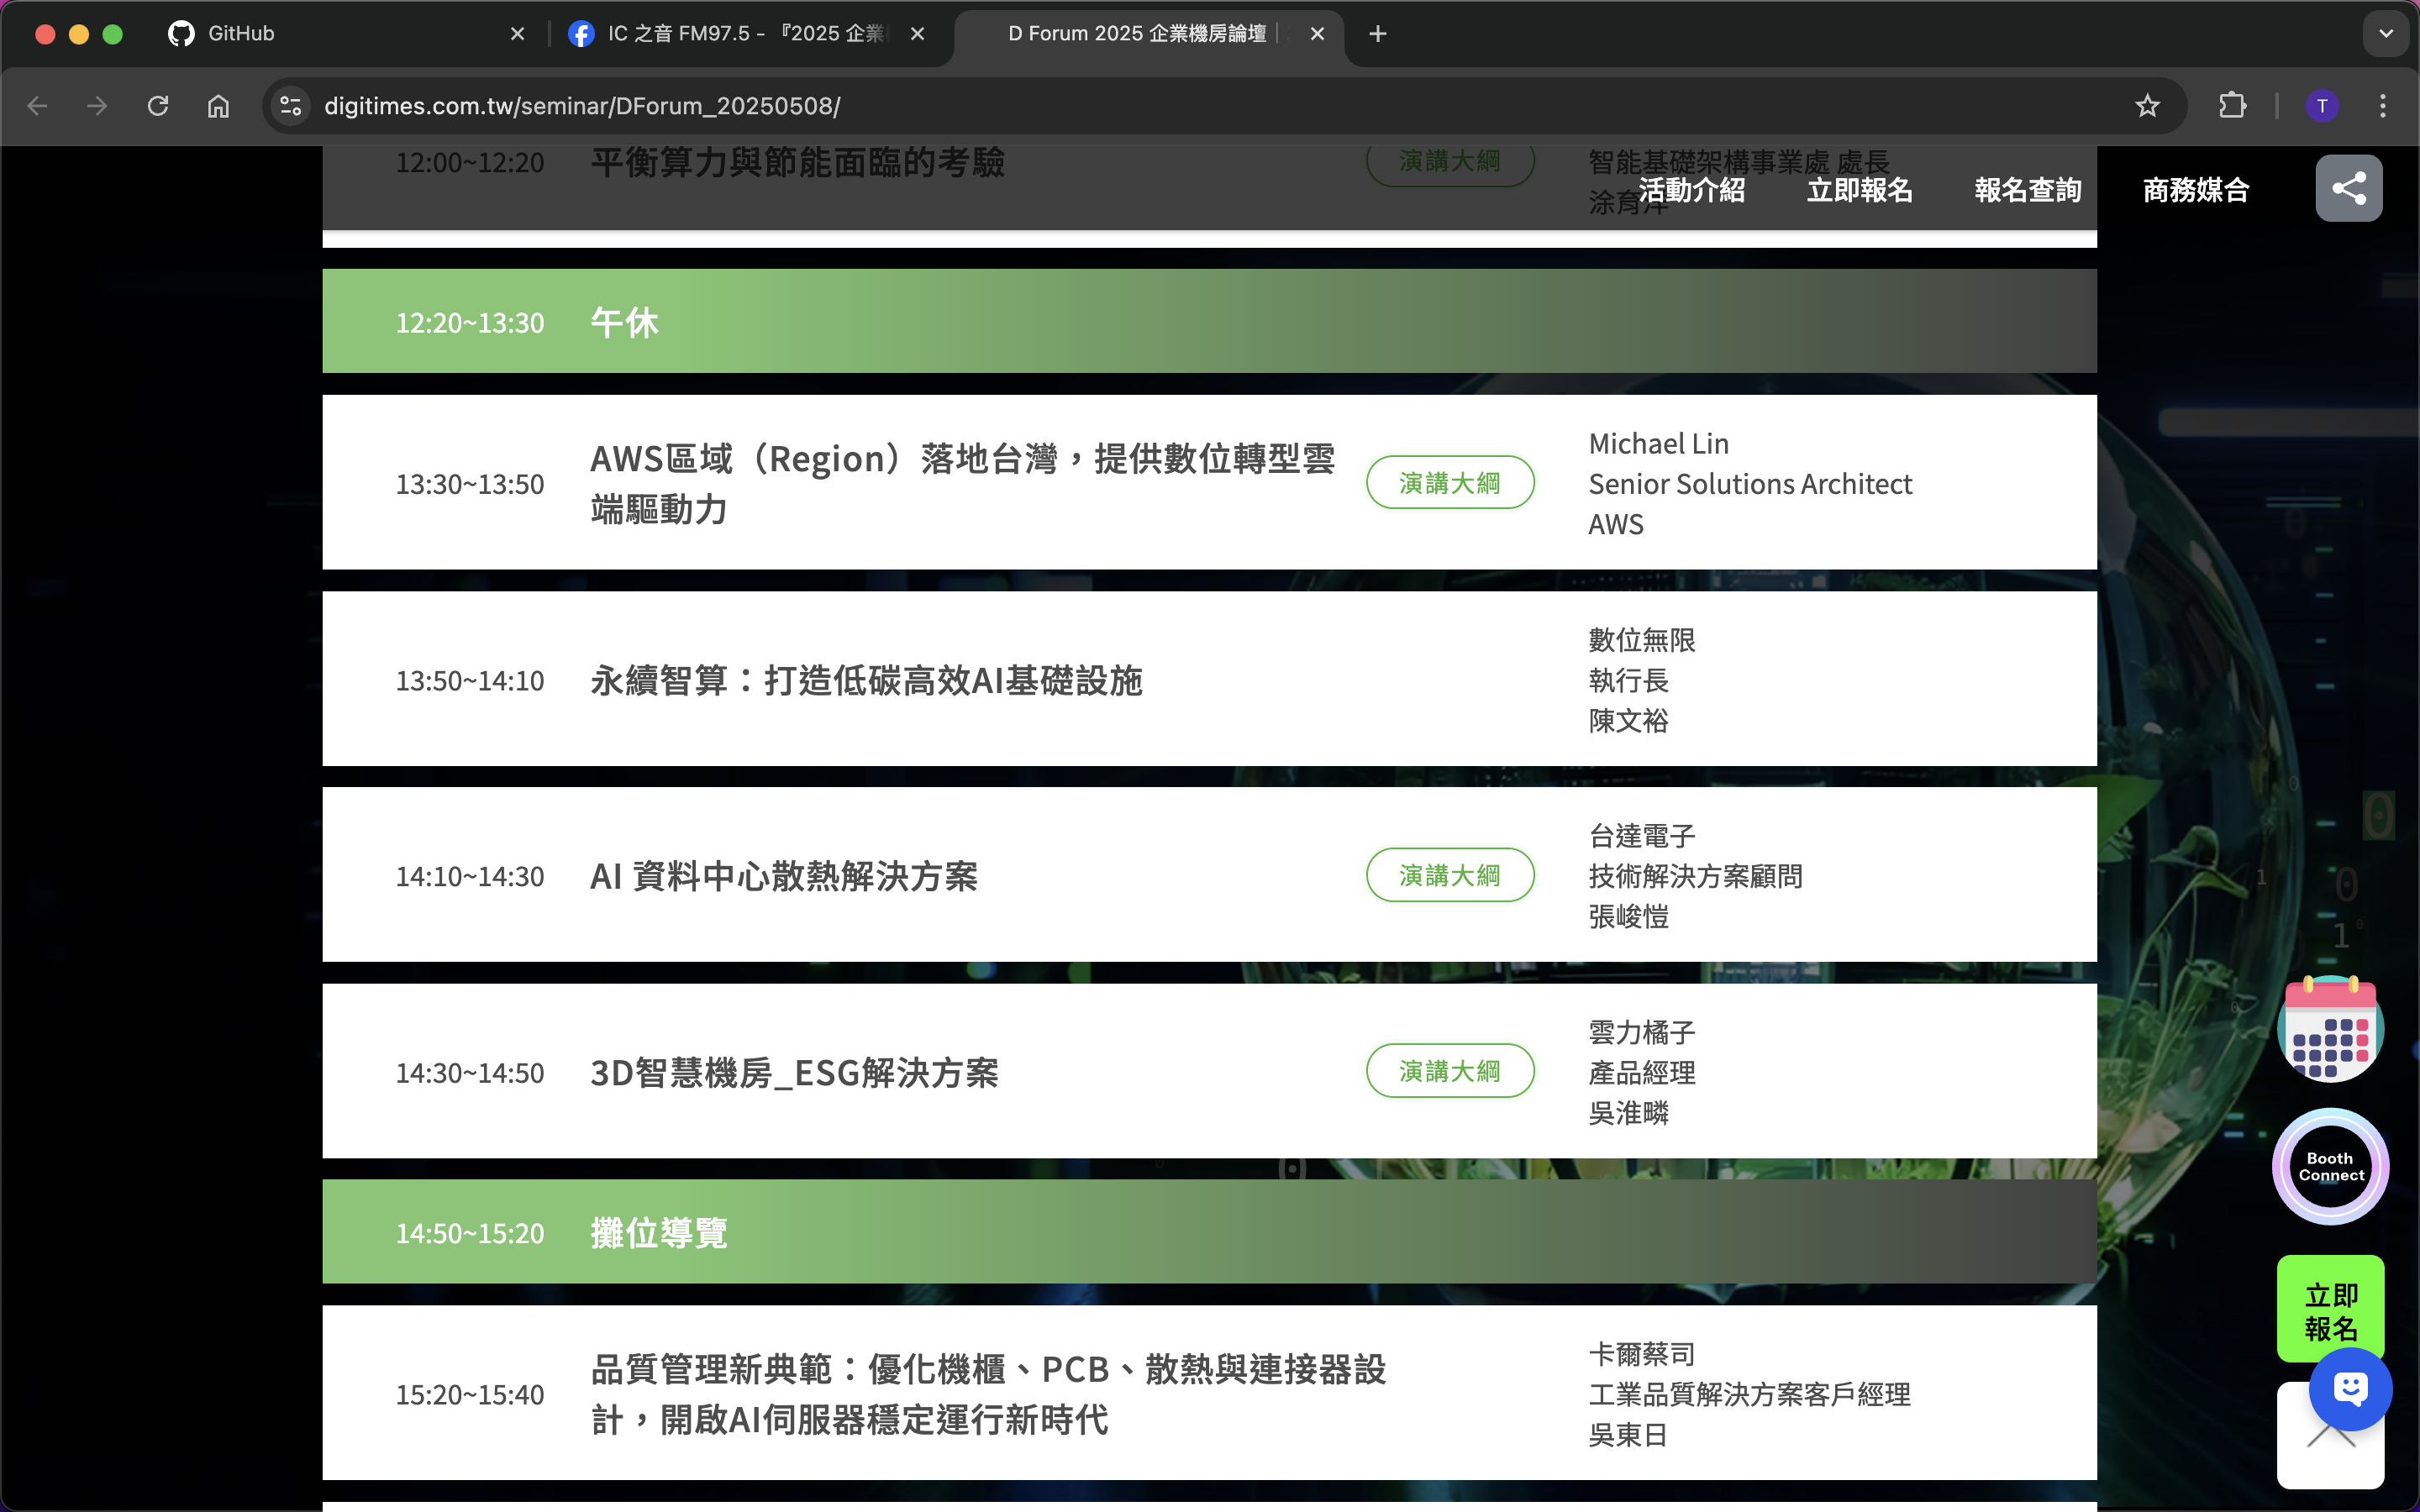 GitHub
IC 之音 FM97.5 - 『2025 企業
D Forum 2025 企業機房論壇｜
digitimes.com.tw/seminar/DForum_20250508/
T
活動介紹
立即報名
報名查詢
商務媒合
12:00~12:20
平衡算力與節能面臨的考驗
演講大綱
智能基礎架構事業處 處長
涂育
12:20~13:30
午休
13:30~13:50
AWS區域（Region）落地台灣，提供數位轉型雲
端驅動力
演講大綱
Michael Lin
Senior Solutions Architect
AWS
13:50~14:10
永續智算：打造低碳高效AI基礎設施
數位無限
執行長
陳文裕
14:10~14:30
AI 資料中心散熱解決方案
演講大綱
台達電子
技術解決方案顧問
張峻愷
14:30~14:50
3D智慧機房_ESG解決方案
演講大綱
雲力橘子
產品經理
吳淮疄
14:50~15:20
攤位導覽
15:20~15:40
品質管理新典範：優化機櫃、PCB、散熱與連接器設
計，開啟AI伺服器穩定運行新時代
卡爾蔡司
工業品質解決方案客戶經理
吳東日
Booth
Connect
立即
報名